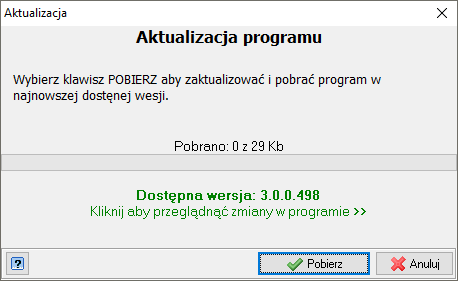 Aktualizacja
Aktualizacja programu
Wybierz klawisz POBIERZ aby zaktualizować i pobrać program w
najnowszej dostęnej wesji.
Pobrano: 0 z 29 Kb
Dostępna wersja: 3.0.0.498
Kliknij aby przeglądnąć zmiany w programie >>
?
Pobierz
Anuluj